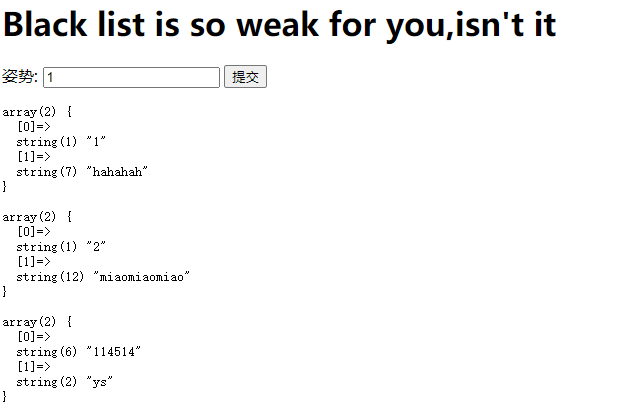 Black list is so weak for you,isn't it
姿势: 1 提交
array(2) {
  [0]=>
  string(1) "1"
  [1]=>
  string(7) "hahahah"
}
array(2) {
  [0]=>
  string(1) "2"
  [1]=>
  string(12) "miaomiaomiao"
}
array(2) {
  [0]=>
  string(6) "114514"
  [1]=>
  string(2) "ys"
}